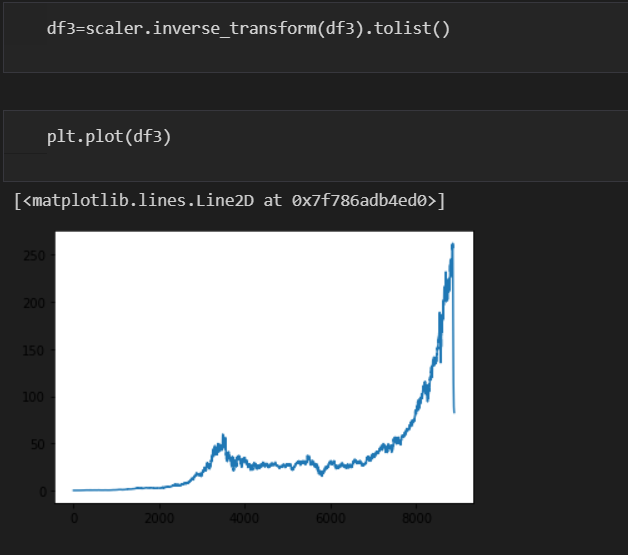 df3=scaler.inverse_transform(df3).tolist()
plt.plot(df3)
[<matplotlib.lines.Line2D at 0x7f786adb4ed0>]
250
200
150
100
50
0
0 2000 4000 6000 8000